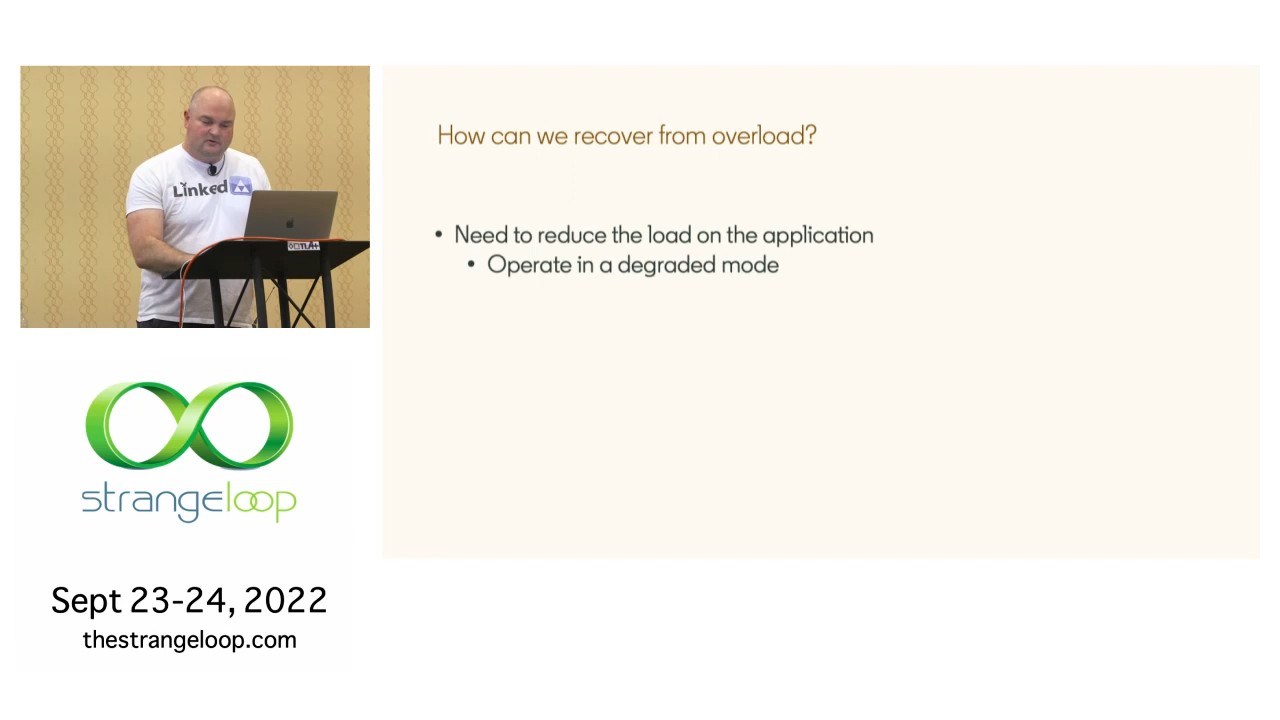 Linked
How can we recover from overload?
• Need to reduce the load on the application
• Operate in a degraded mode
strangeloop
Sept 23-24, 2022
thestrangeloop.com